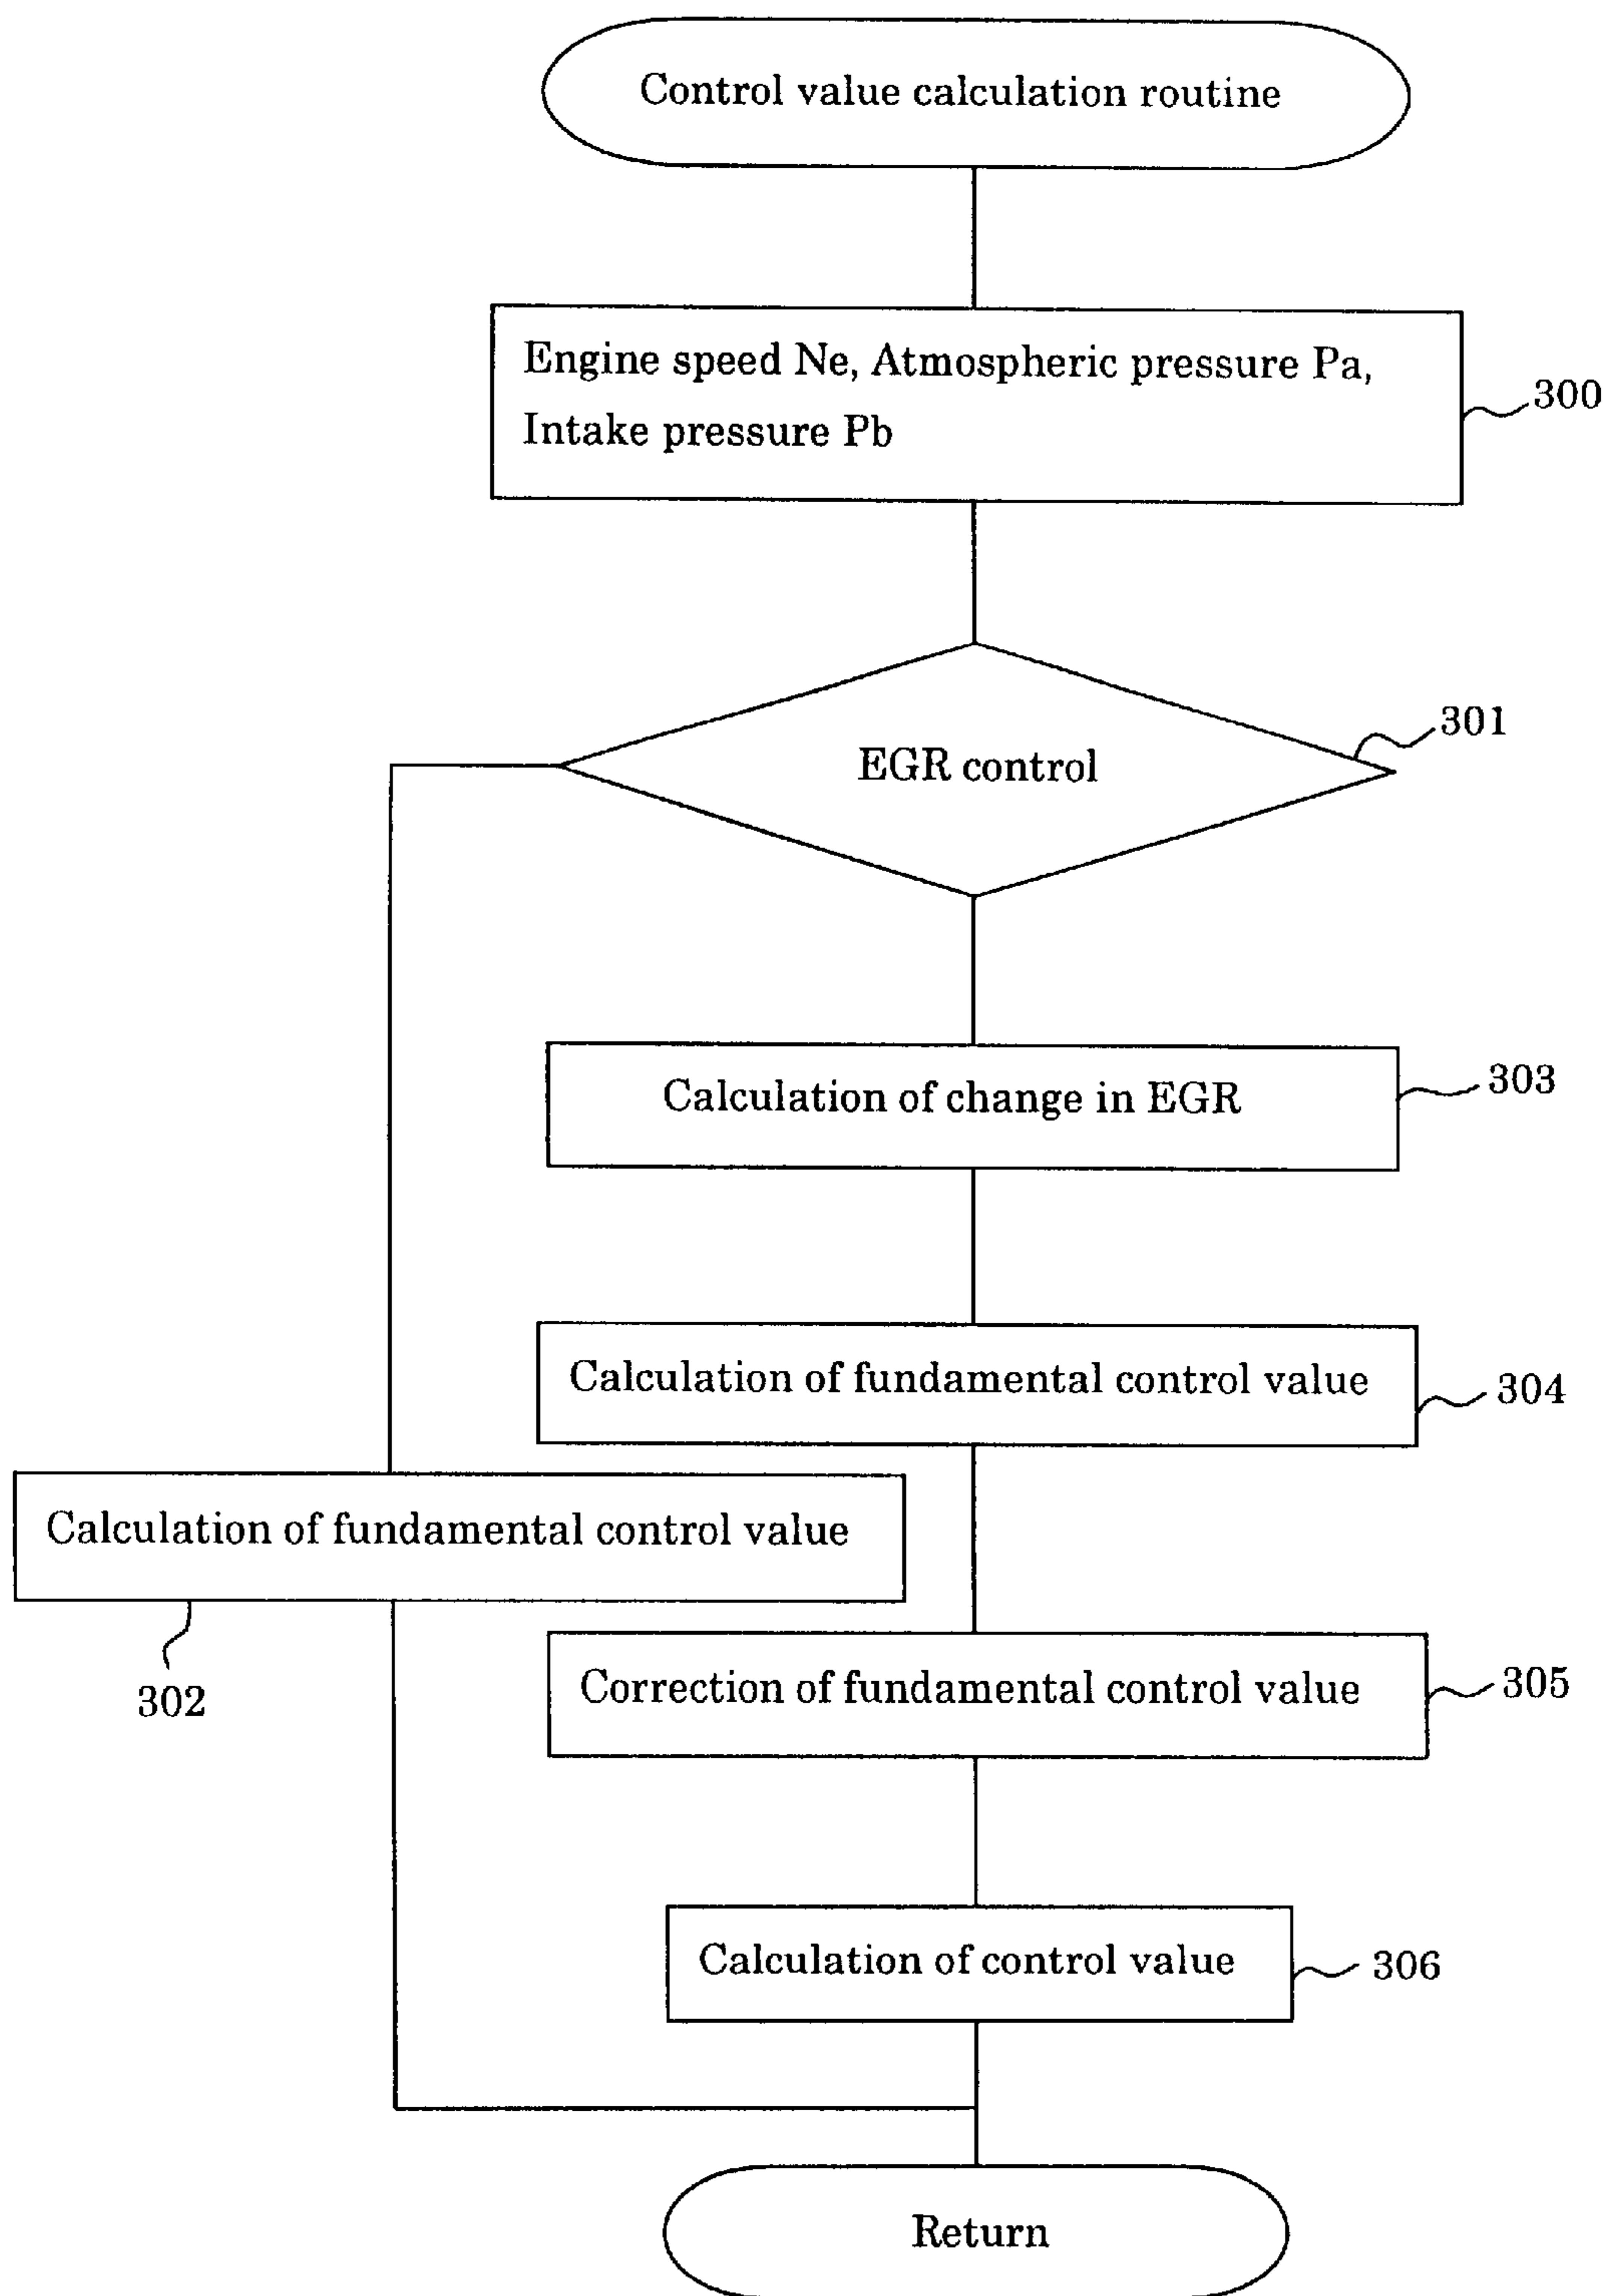 Control value calculation routine
Engine speed Ne, Atmospheric pressure Pa,
Intake pressure Pb
300
301
EGR control
Calculation of change in EGR
303
Calculation of fundamental control value
304
Calculation of fundamental control value
302
Correction of fundamental control value
305
Calculation of control value
306
Return